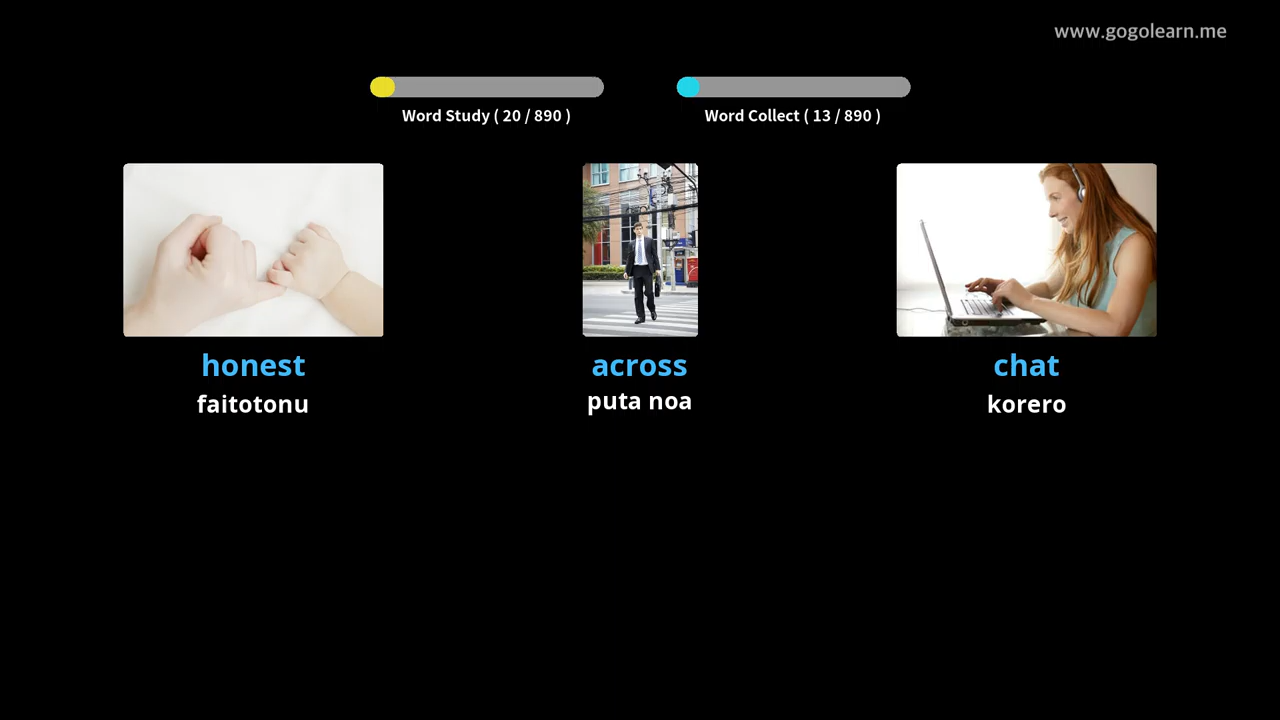 www.gogolearn.me
Word Study ( 20 / 890 )
Word Collect ( 13 / 890 )
honest
across
chat
faitotonu
puta noa
korero